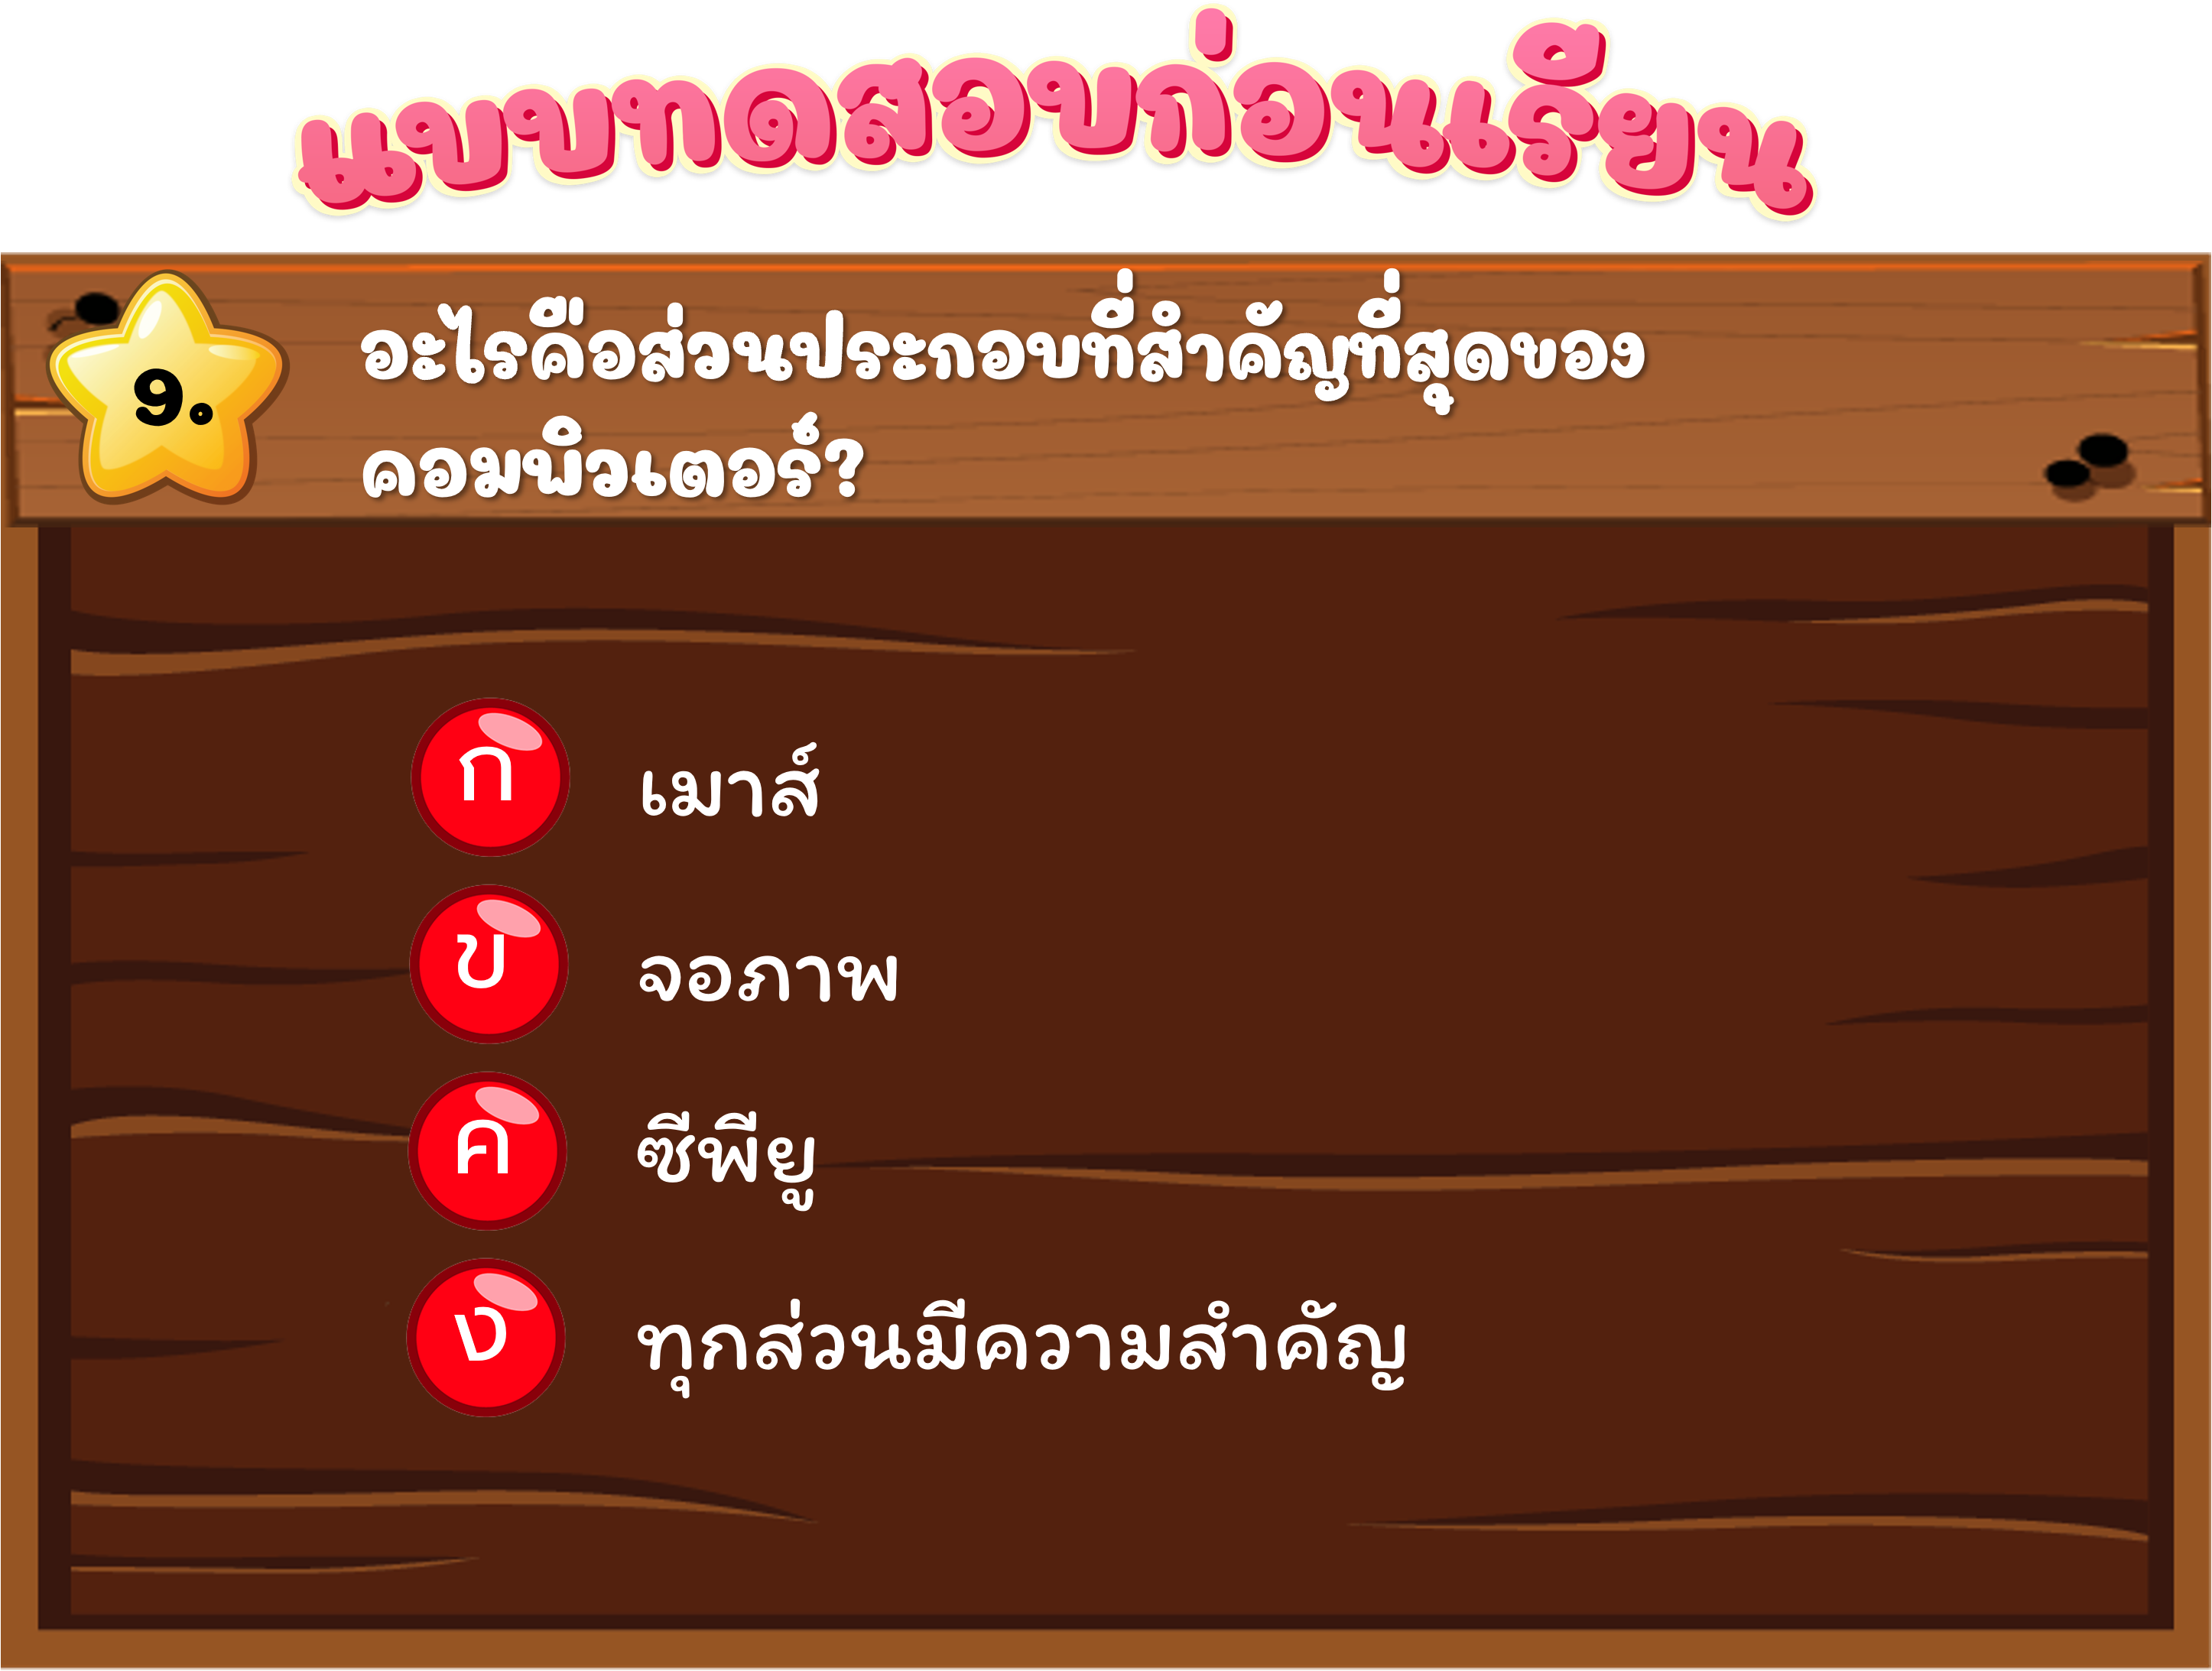 แบบทดสอบก่อนเรียน
9.
อะไรคือส่วนประกอบที่สำคัญที่สุดของ
คอมพิวเตอร์?
ก เมาส์
ข จอภาพ
ค ซีพียู
ง ทุกส่วนมีความสำคัญ